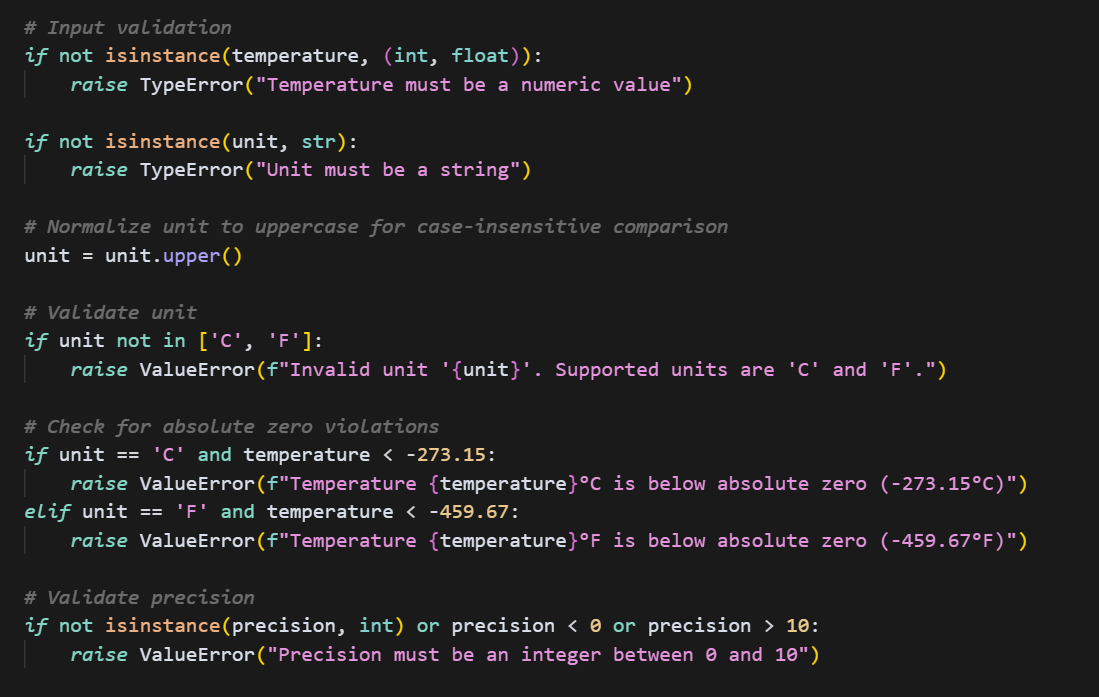 # Input validation
if not isinstance(temperature, (int, float)):
    raise TypeError("Temperature must be a numeric value")

if not isinstance(unit, str):
    raise TypeError("Unit must be a string")

# Normalize unit to uppercase for case-insensitive comparison
unit = unit.upper()

# Validate unit
if unit not in ['C', 'F']:
    raise ValueError(f"Invalid unit '{unit}'. Supported units are 'C' and 'F'.")

# Check for absolute zero violations
if unit == 'C' and temperature < -273.15:
    raise ValueError(f"Temperature {temperature}°C is below absolute zero (-273.15°C)")
elif unit == 'F' and temperature < -459.67:
    raise ValueError(f"Temperature {temperature}°F is below absolute zero (-459.67°F)")

# Validate precision
if not isinstance(precision, int) or precision < 0 or precision > 10:
    raise ValueError("Precision must be an integer between 0 and 10")